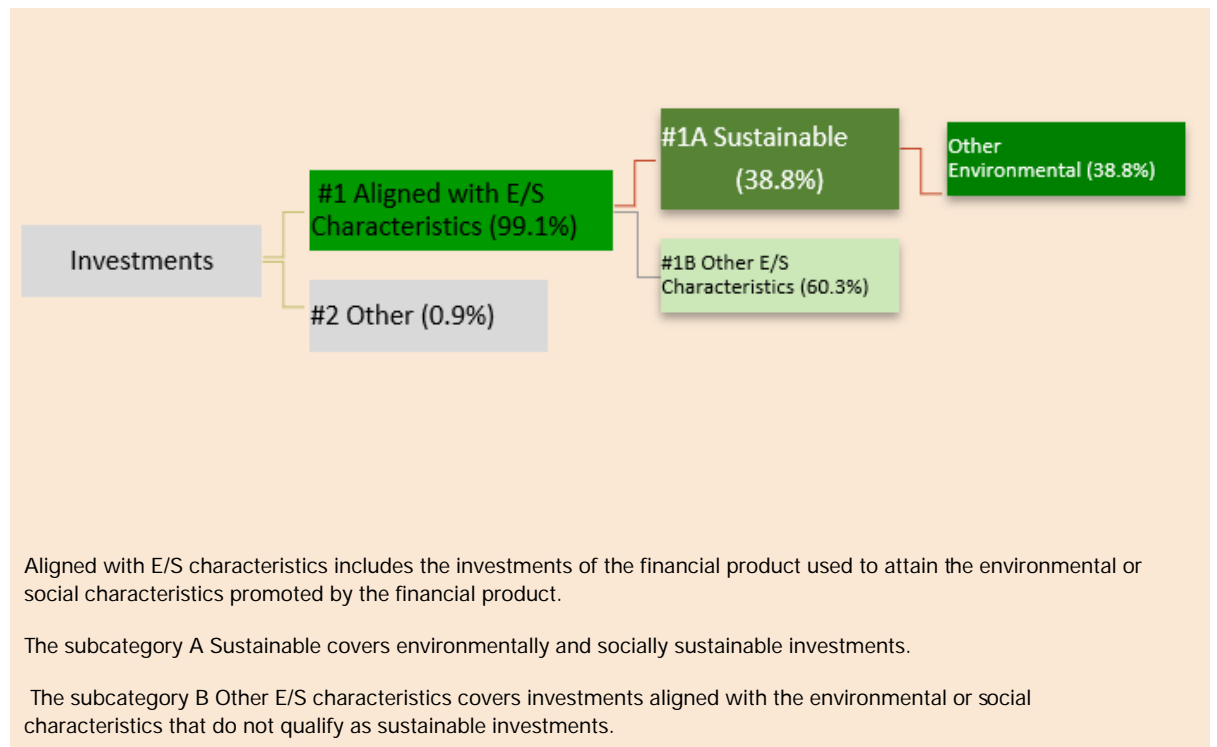 Investments
#1 Aligned with E/S
Characteristics (99.1%)
#2 Other (0.9%)
#1A Sustainable
(38.8%)
#1B Other E/S
Characteristics (60.3%)
Other
Environmental (38.8%)
Aligned with E/S characteristics includes the investments of the financial product used to attain the environmental or
social characteristics promoted by the financial product.
The subcategory A Sustainable covers environmentally and socially sustainable investments.
The subcategory B Other E/S characteristics covers investments aligned with the environmental or social
characteristics that do not qualify as sustainable investments.